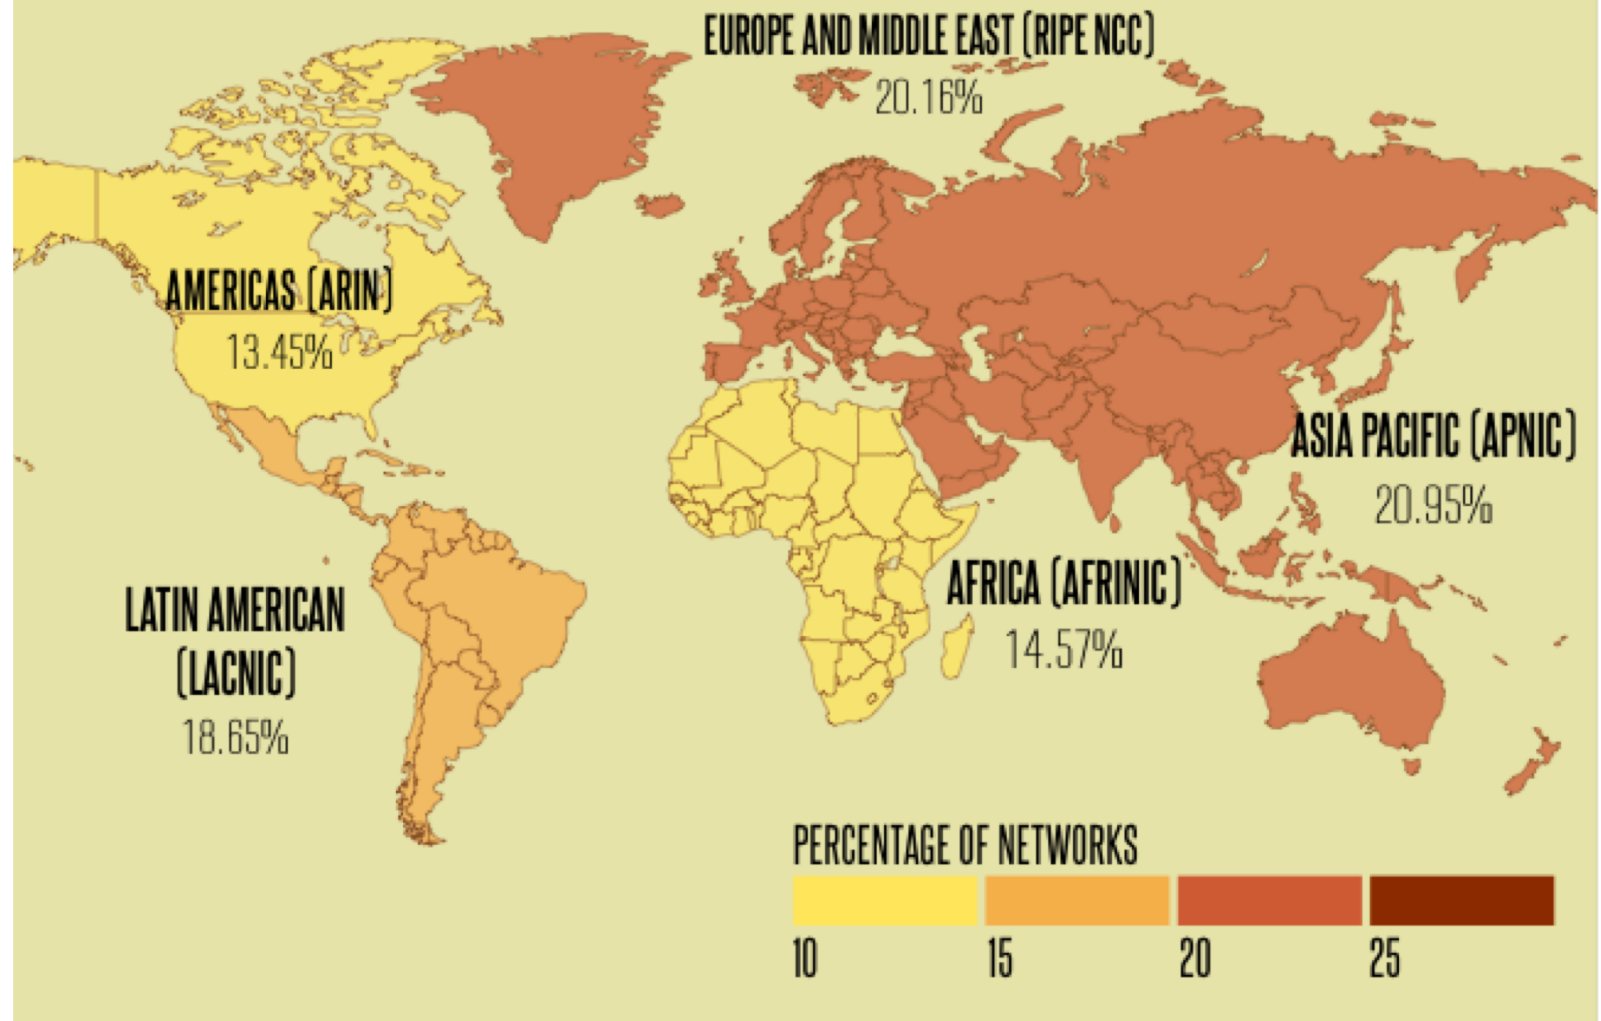 EUROPE AND MIDDLE EAST (RIPE NCC)
20.16%
AMERICAS (ARIN)
13.45%
ASIA PACIFIC (APNIC)
20.95%
AFRICA (AFRINIC)
14.57%
LATIN AMERICAN
(LACNIC)
18.65%
PERCENTAGE OF NETWORKS
10 15 20 25